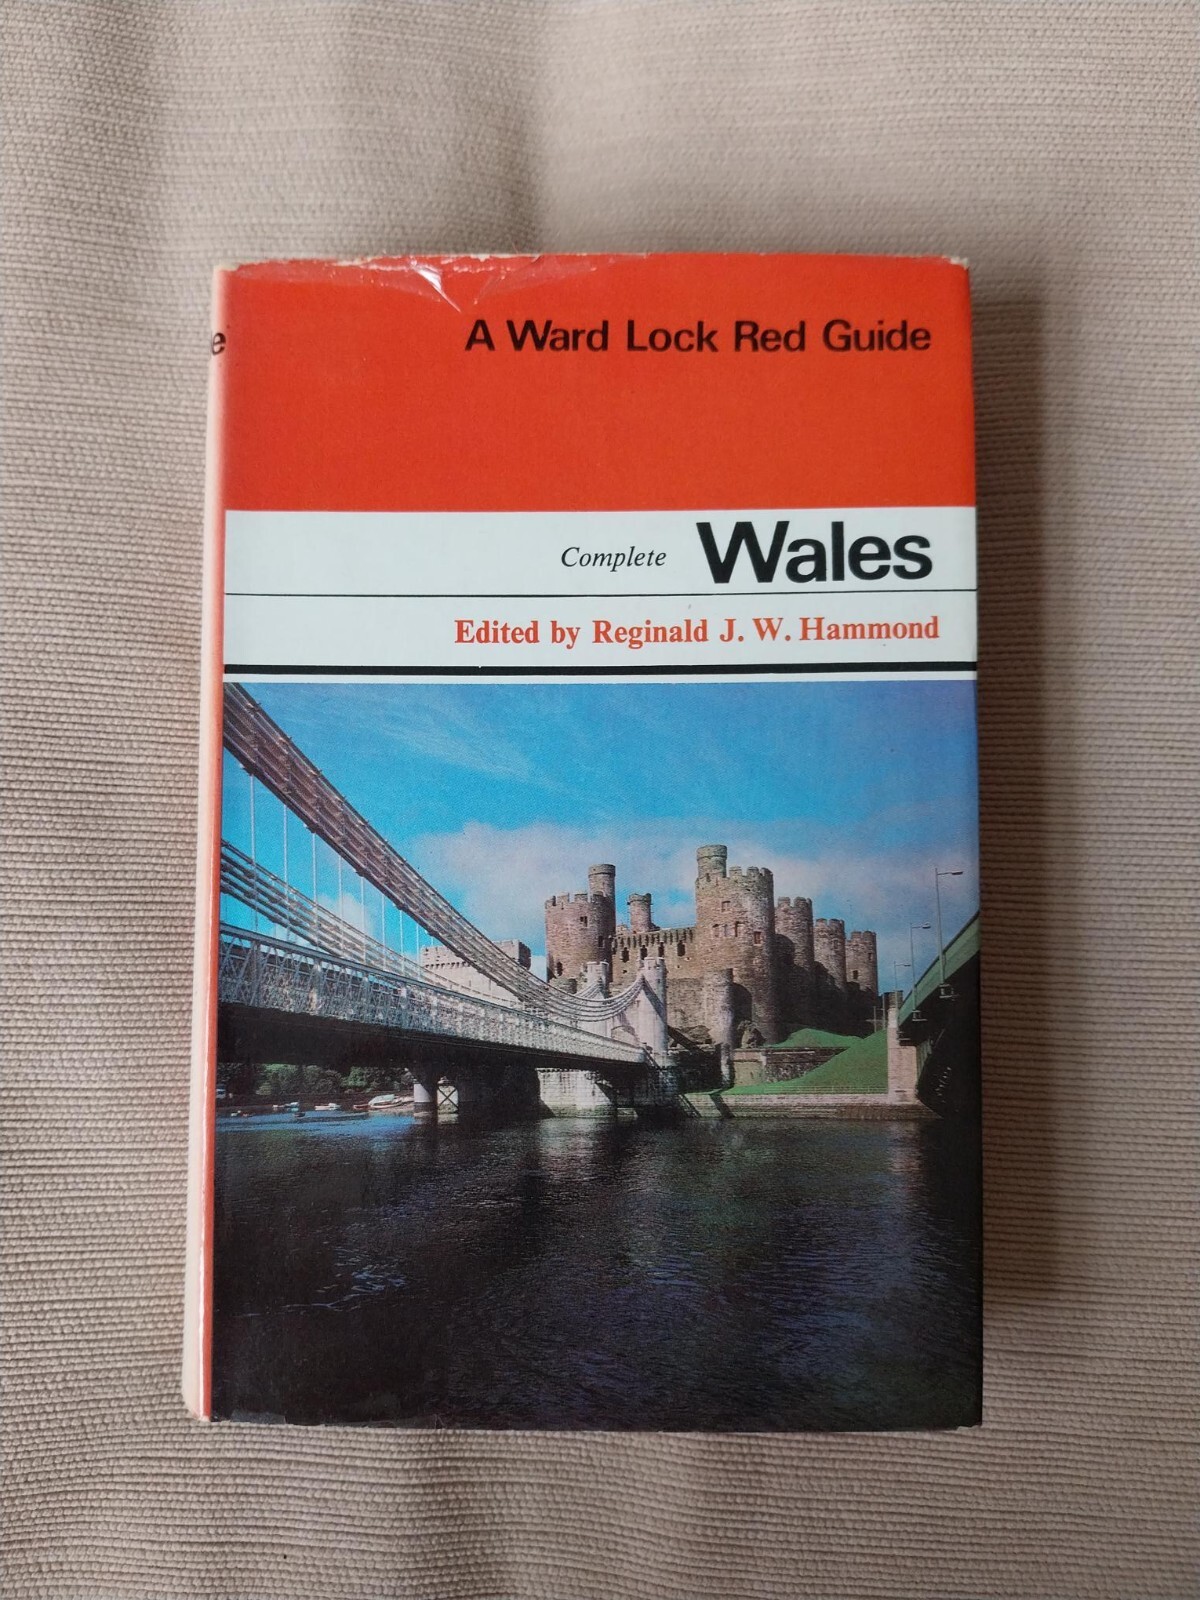 A Ward Lock Red Guide
Complete Wales
Edited by Reginald J. W. Hammond